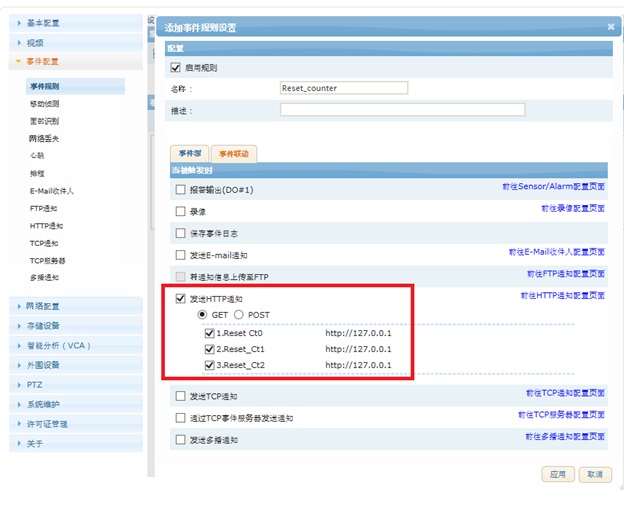 基本配置
视频
事件配置
事件规则
移动侦测
面部识别
网络丢失
心跳
排程
E-Mail收件人
FTP通知
HTTP通知
TCP通知
TCP服务器
多播通知
网络配置
存储设备
智能分析（VCA）
外围设备
PTZ
系统维护
许可证管理
关于
添加事件规则设置
配置
启用规则
名称：
Reset_counter
描述：
事件源
事件联动
当被触发时
报警输出(DO#1)
前往Sensor/Alarm配置页面
录像
前往录像配置页面
保存事件日志
发送E-mail通知
前往E-Mail收件人配置页面
将通知信息上传至FTP
前往FTP通知配置页面
发送HTTP通知
前往HTTP通知配置页面
GET POST
1.Reset Ct0 http://127.0.0.1
2.Reset_Ct1 http://127.0.0.1
3.Reset_Ct2 http://127.0.0.1
发送TCP通知
前往TCP通知配置页面
通过TCP事件服务器发送通知
前往TCP服务器配置页面
发送多播通知
前往多播通知配置页面
应用
取消